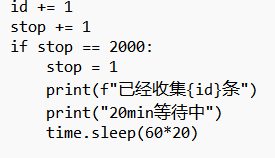 id += 1
stop += 1
if stop == 2000:
    stop = 1
    print(f"已经收集{id}条")
    print("20min等待中")
    time.sleep(60*20)